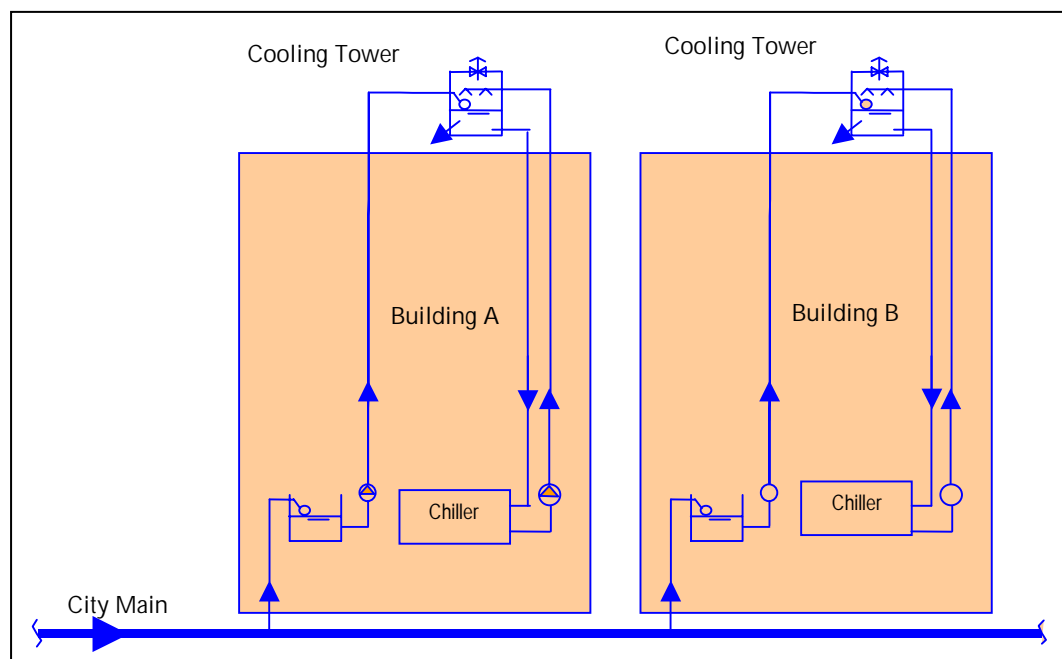 Cooling Tower
Cooling Tower
Building A
Building B
Chiller
Chiller
City Main